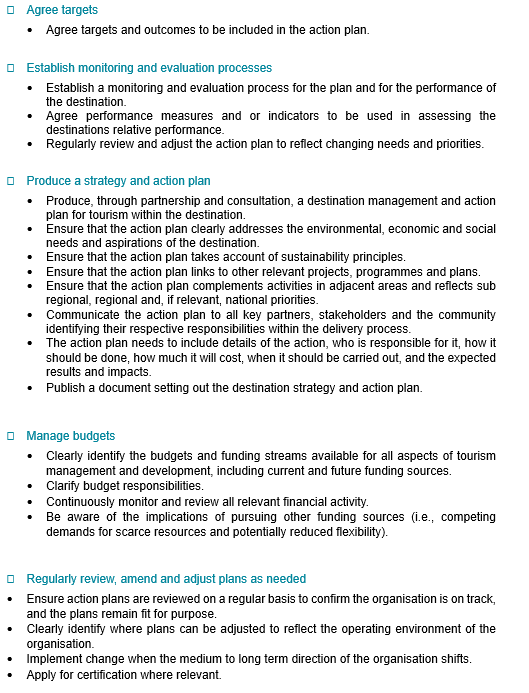 Agree targets
• Agree targets and outcomes to be included in the action plan.
Establish monitoring and evaluation processes
• Establish a monitoring and evaluation process for the plan and for the performance of
the destination.
• Agree performance measures and or indicators to be used in assessing the
destinations relative performance.
• Regularly review and adjust the action plan to reflect changing needs and priorities.
Produce a strategy and action plan
• Produce, through partnership and consultation, a destination management and action
plan for tourism within the destination.
• Ensure that the action plan clearly addresses the environmental, economic and social
needs and aspirations of the destination.
• Ensure that the action plan takes account of sustainability principles.
• Ensure that the action plan links to other relevant projects, programmes and plans.
• Ensure that the action plan complements activities in adjacent areas and reflects sub
regional, regional and, if relevant, national priorities.
• Communicate the action plan to all key partners, stakeholders and the community
identifying their respective responsibilities within the delivery process.
• The action plan needs to include details of the action, who is responsible for it, how it
should be done, how much it will cost, when it should be carried out, and the expected
results and impacts.
• Publish a document setting out the destination strategy and action plan.
Manage budgets
• Clearly identify the budgets and funding streams available for all aspects of tourism
management and development, including current and future funding sources.
• Clarify budget responsibilities.
• Continuously monitor and review all relevant financial activity.
• Be aware of the implications of pursuing other funding sources (i.e., competing
demands for scarce resources and potentially reduced flexibility).
Regularly review, amend and adjust plans as needed
• Ensure action plans are reviewed on a regular basis to confirm the organisation is on track,
and the plans remain fit for purpose.
• Clearly identify where plans can be adjusted to reflect the operating environment of the
organisation.
• Implement change when the medium to long term direction of the organisation shifts.
• Apply for certification where relevant.